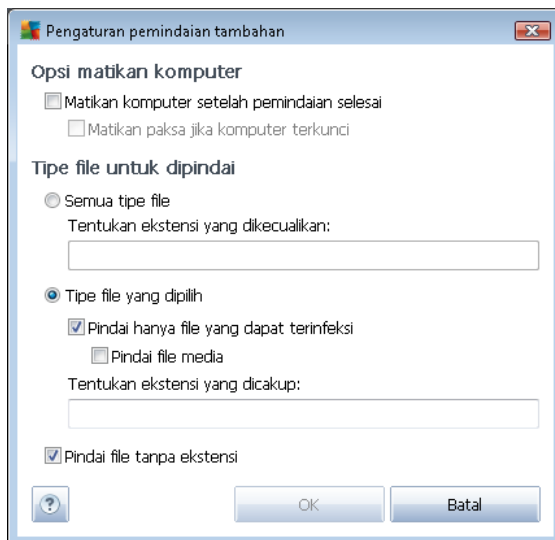 Pengaturan pemindaian tambahan
Opsi matikan komputer
Matikan komputer setelah pemindaian selesai
Matikan paksa jika komputer terkunci
Tipe file untuk dipindai
Semua tipe file
Tentukan ekstensi yang dikecualikan:
Tipe file yang dipilih
Pindai hanya file yang dapat terinfeksi
Pindai file media
Tentukan ekstensi yang dicakup:
Pindai file tanpa ekstensi
? OK Batal